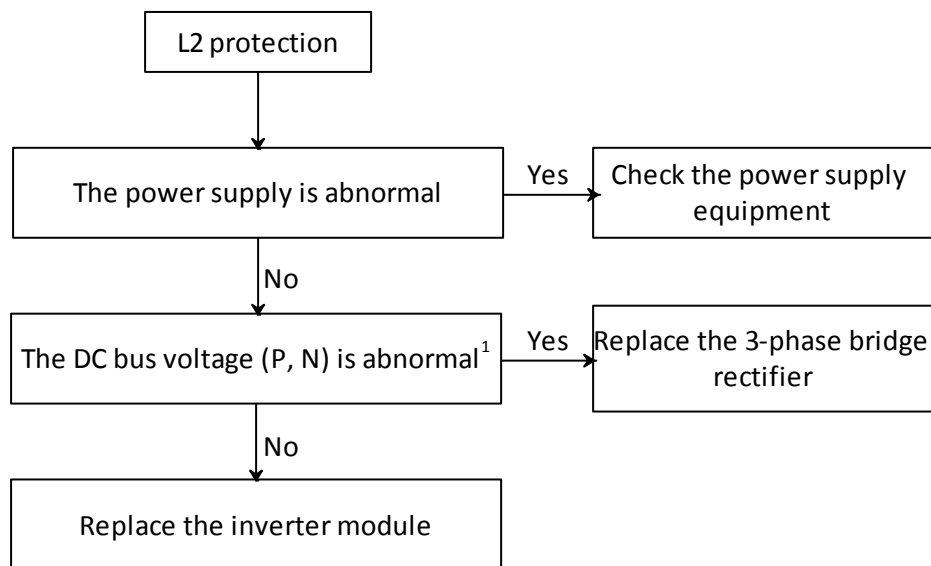 L2 protection
The power supply is abnormal
Yes
Check the power supply
equipment
No
The DC bus voltage (P, N) is abnormal¹
Yes
Replace the 3-phase bridge
rectifier
No
Replace the inverter module